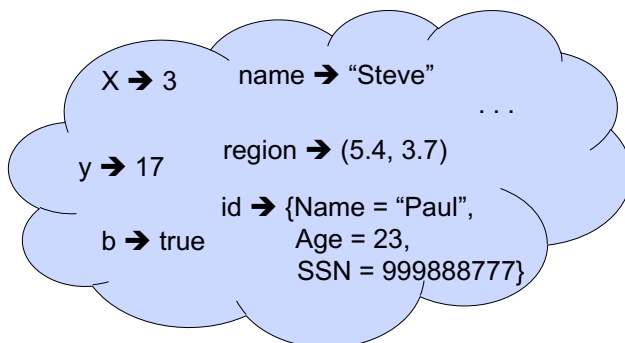 X ➔ 3
name ➔ “Steve”
. . .
y ➔ 17
region ➔ (5.4, 3.7)
id ➔ {Name = “Paul”,
Age = 23,
SSN = 999888777}
b ➔ true